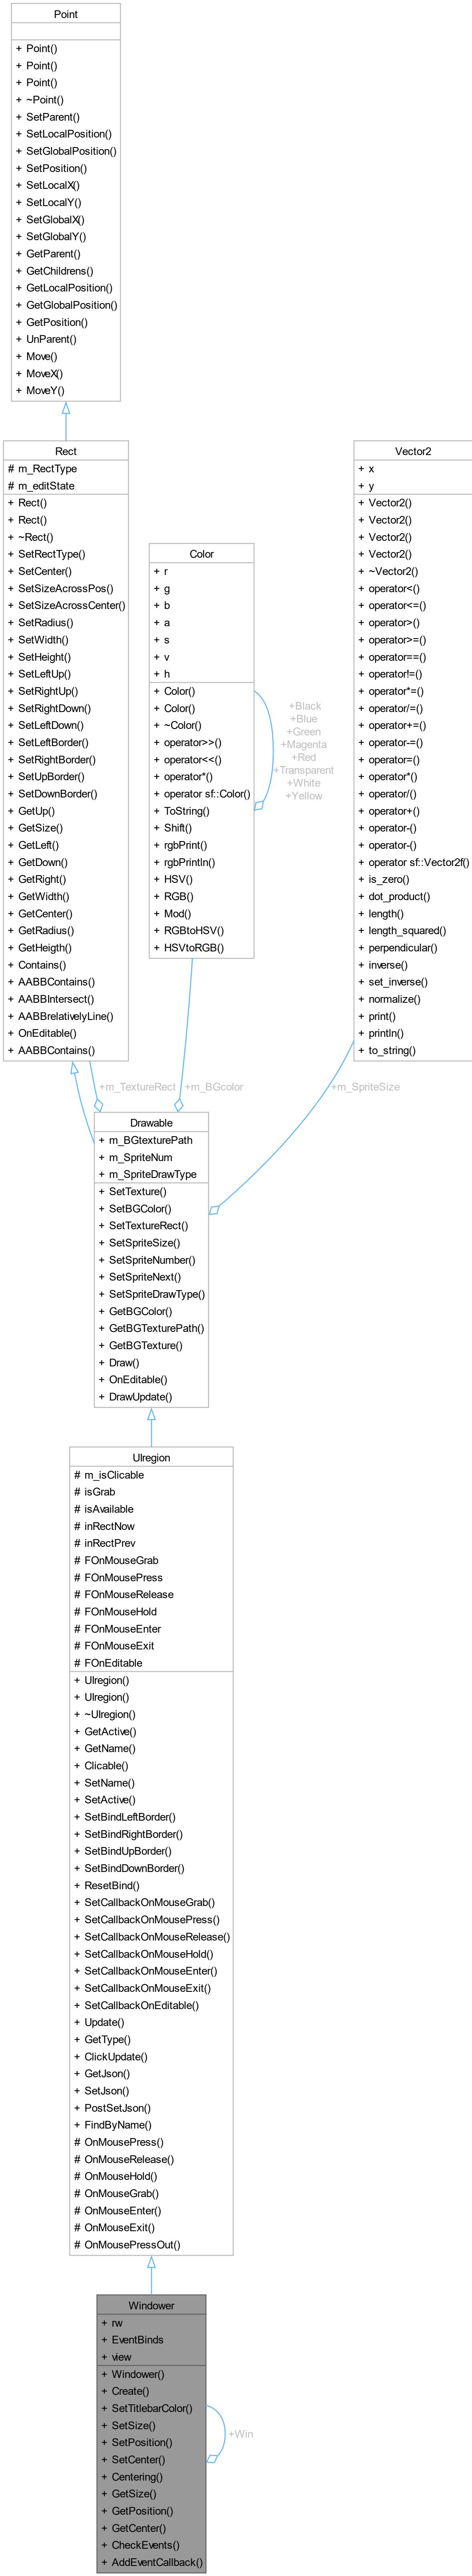 Point
+ Point()
+ Point()
+ Point()
+ ~Point()
+ SetParent()
+ SetLocalPosition()
+ SetGlobalPosition()
+ SetPosition()
+ SetLocalX()
+ SetLocalY()
+ SetGlobalX()
+ SetGlobalY()
+ GetParent()
+ GetChildrens()
+ GetLocalPosition()
+ GetGlobalPosition()
+ GetPosition()
+ UnParent()
+ Move()
+ MoveX()
+ MoveY()
Rect
# m_RectType
# m_editState
+ Rect()
+ Rect()
+ ~Rect()
+ SetRectType()
+ SetCenter()
+ SetSizeAcrossPos()
+ SetSizeAcrossCenter()
+ SetRadius()
+ SetWidth()
+ SetHeight()
+ SetLeftUp()
+ SetRightUp()
+ SetRightDown()
+ SetLeftDown()
+ SetLeftBorder()
+ SetRightBorder()
+ SetUpBorder()
+ SetDownBorder()
+ GetUp()
+ GetSize()
+ GetLeft()
+ GetDown()
+ GetRight()
+ GetWidth()
+ GetCenter()
+ GetRadius()
+ GetHeigth()
+ Contains()
+ AABBContains()
+ AABBIntersect()
+ AABBrelativelyLine()
+ OnEditable()
+ AABBContains()
Color
+ r
+ g
+ b
+ a
+ s
+ v
+ h
+ Color()
+ Color()
+ ~Color()
+ operator>>()
+ operator<<()
+ operator*()
+ operator sf::Color()
+ ToString()
+ Shift()
+ rgbPrint()
+ rgbPrintln()
+ HSV()
+ RGB()
+ Mod()
+ RGBtoHSV()
+ HSVtoRGB()
+Black
+Blue
+Green
+Magenta
+Red
+Transparent
+White
+Yellow
Vector2
+ x
+ y
+ Vector2()
+ Vector2()
+ Vector2()
+ Vector2()
+ ~Vector2()
+ operator<()
+ operator<=()
+ operator>()
+ operator>=()
+ operator==()
+ operator!=()
+ operator*=()
+ operator/=()
+ operator+=()
+ operator-=()
+ operator=()
+ operator*()
+ operator/()
+ operator+()
+ operator-()
+ operator-()
+ operator sf::Vector2f()
+ is_zero()
+ dot_product()
+ length()
+ length_squared()
+ perpendicular()
+ inverse()
+ set_inverse()
+ normalize()
+ print()
+ println()
+ to_string()
+m_TextureRect
+m_BGcolor
+m_SpriteSize
Drawable
+ m_BGtexturePath
+ m_SpriteNum
+ m_SpriteDrawType
+ SetTexture()
+ SetBGColor()
+ SetTextureRect()
+ SetSpriteSize()
+ SetSpriteNumber()
+ SetSpriteNext()
+ SetSpriteDrawType()
+ GetBGColor()
+ GetBGTexturePath()
+ GetBGTexture()
+ Draw()
+ OnEditable()
+ DrawUpdate()
UIregion
# m_isClicable
# isGrab
# isAvailable
# inRectNow
# inRectPrev
# FOnMouseGrab
# FOnMousePress
# FOnMouseRelease
# FOnMouseHold
# FOnMouseEnter
# FOnMouseExit
# FOnEditable
+ UIregion()
+ UIregion()
+ ~UIregion()
+ GetActive()
+ GetName()
+ Clicable()
+ SetName()
+ SetActive()
+ SetBindLeftBorder()
+ SetBindRightBorder()
+ SetBindUpBorder()
+ SetBindDownBorder()
+ ResetBind()
+ SetCallbackOnMouseGrab()
+ SetCallbackOnMousePress()
+ SetCallbackOnMouseRelease()
+ SetCallbackOnMouseHold()
+ SetCallbackOnMouseEnter()
+ SetCallbackOnMouseExit()
+ SetCallbackOnEditable()
+ Update()
+ GetType()
+ ClickUpdate()
+ GetJson()
+ SetJson()
+ PostSetJson()
+ FindByName()
# OnMousePress()
# OnMouseRelease()
# OnMouseHold()
# OnMouseGrab()
# OnMouseEnter()
# OnMouseExit()
# OnMousePressOut()
Windower
+ rw
+ EventBinds
+ view
+ Windower()
+ Create()
+ SetTitlebarColor()
+ SetSize()
+ SetPosition()
+ SetCenter()
+ Centering()
+ GetSize()
+ GetPosition()
+ GetCenter()
+ CheckEvents()
+ AddEventCallback()
+Win